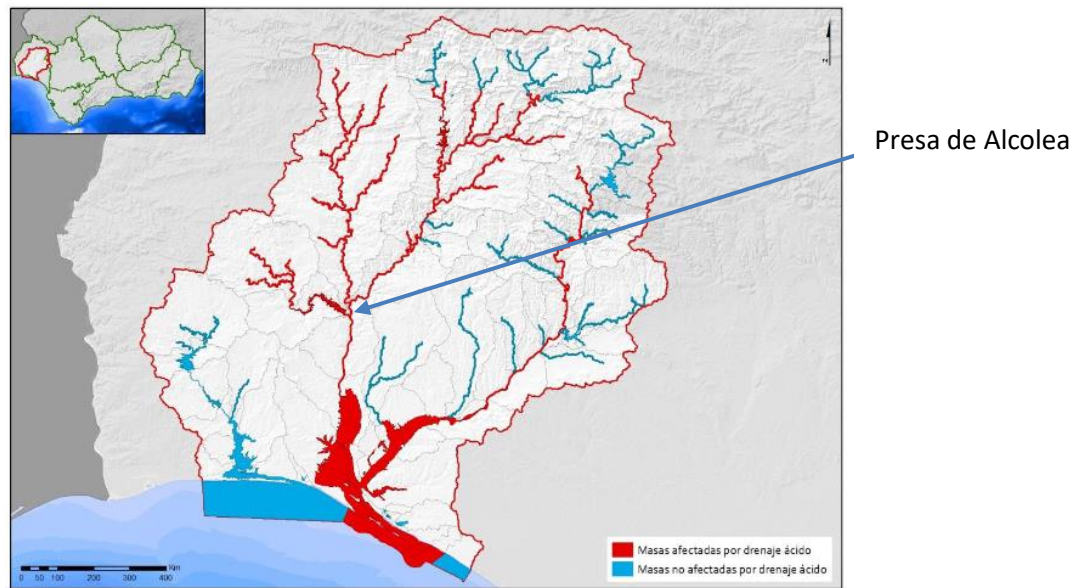 Presa de Alcolea
Masas afectadas por drenaje ácido
Masas no afectadas por drenaje ácido
Km
0 50 100 200 300 400